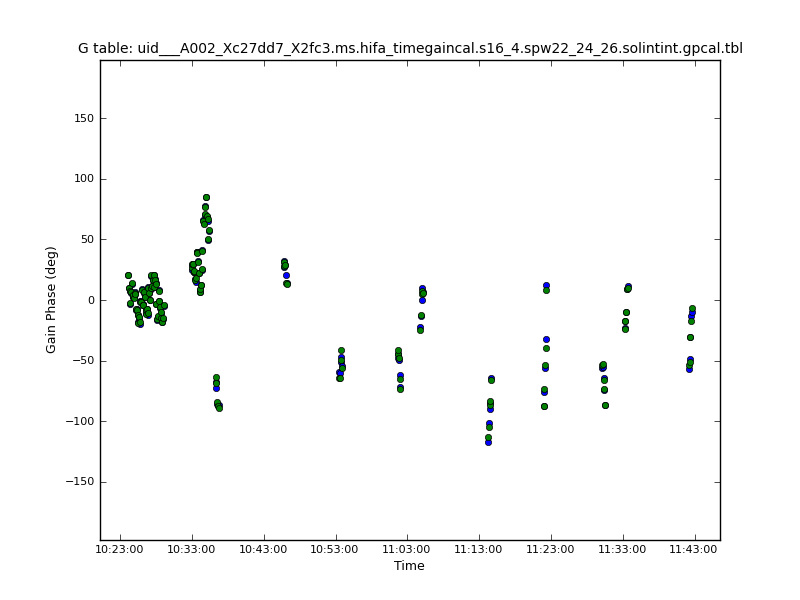 G table: uid___A002_Xc27dd7_X2fc3.ms.hifa_timegaincal.s16_4.spw22_24_26.solintint.gpcal.tbl
150
100
50
0
−50
−100
−150
Gain Phase (deg)
10:23:00 10:33:00 10:43:00 10:53:00 11:03:00 11:13:00 11:23:00 11:33:00 11:43:00
Time